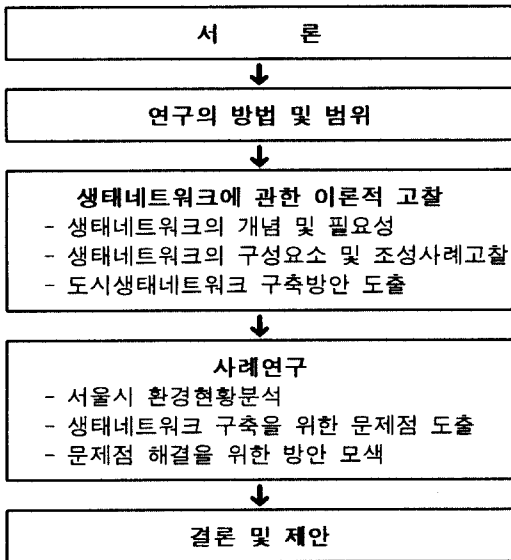 서 론
연구의 방법 및 범위
생태네트워크에 관한 이론적 고찰
- 생태네트워크의 개념 및 필요성
- 생태네트워크의 구성요소 및 조성사례고찰
- 도시생태네트워크 구축방안 도출
사례연구
- 서울시 환경현황분석
- 생태네트워크 구축을 위한 문제점 도출
- 문제점 해결을 위한 방안 모색
결론 및 제안